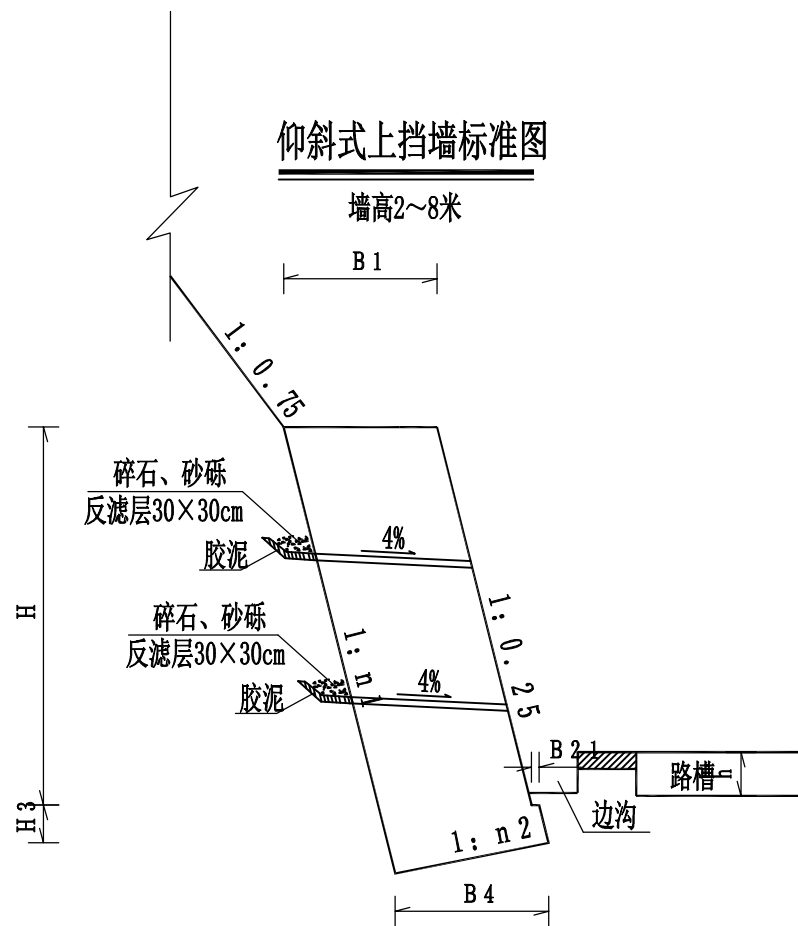 仰斜式上挡墙标准图
墙高2～8米
B1
1:0.75
碎石、砂砾
反滤层30×30cm
胶泥
4%
H
碎石、砂砾
反滤层30×30cm
胶泥
1:n1
4%
1:0.25
B21
路槽
h
边沟
H3
1:n2
B4